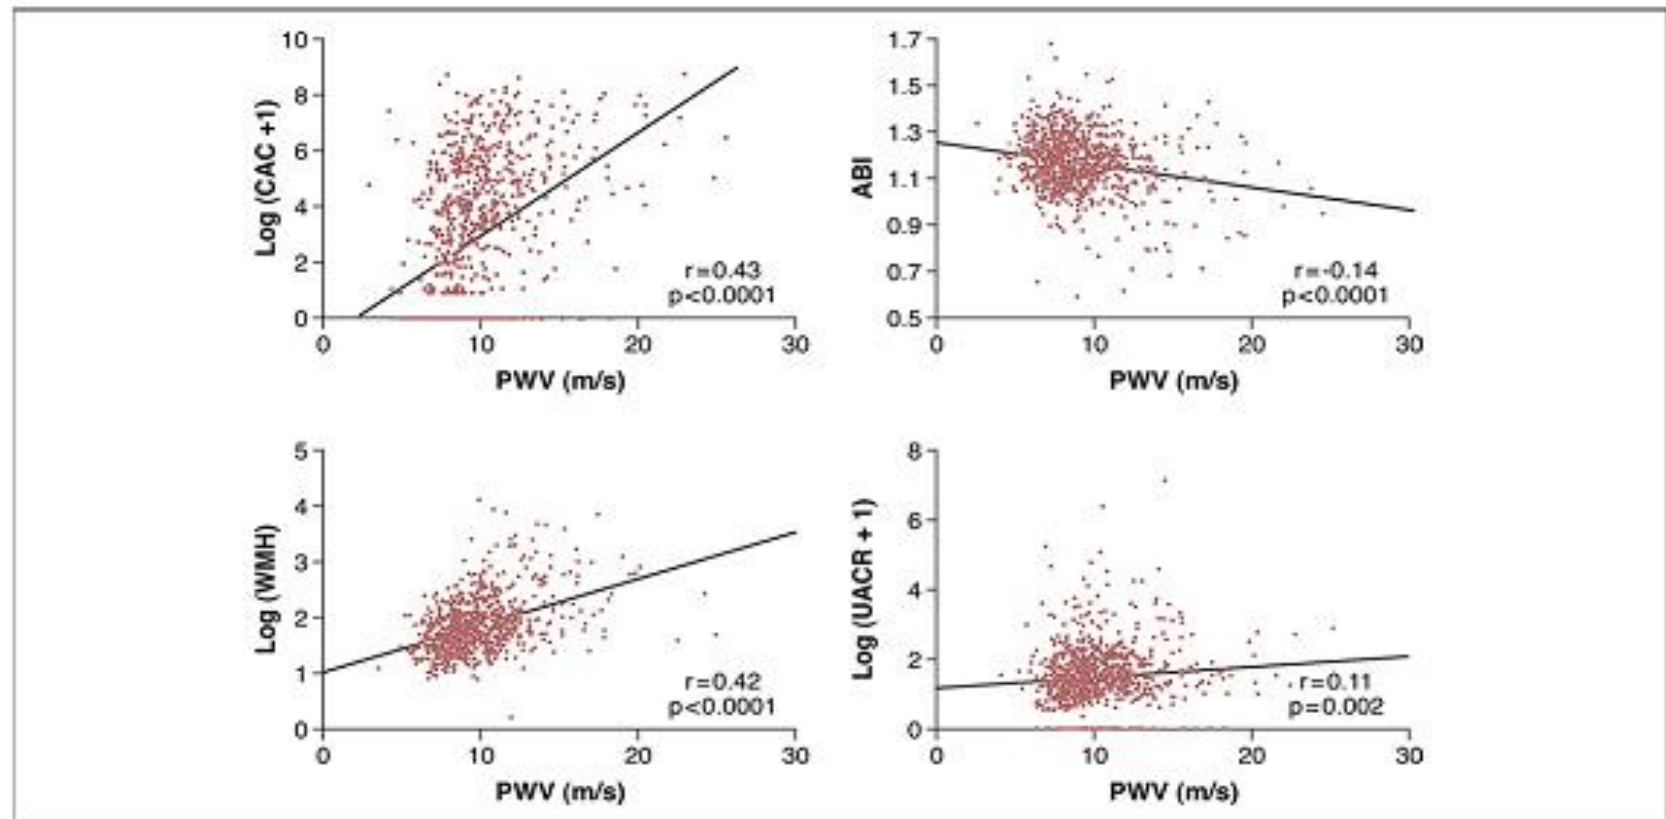 10
8
6
4
2
0
Log (CAC +1)
r=0.43
p<0.0001
0 10 20 30
PWV (m/s)
1.7
1.5
1.3
1.1
0.9
0.7
0.5
ABI
r=-0.14
p<0.0001
0 10 20 30
PWV (m/s)
5
4
3
2
1
0
Log (WMH)
r=0.42
p<0.0001
0 10 20 30
PWV (m/s)
8
6
4
2
0
Log (UACR + 1)
r=0.11
p=0.002
0 10 20 30
PWV (m/s)